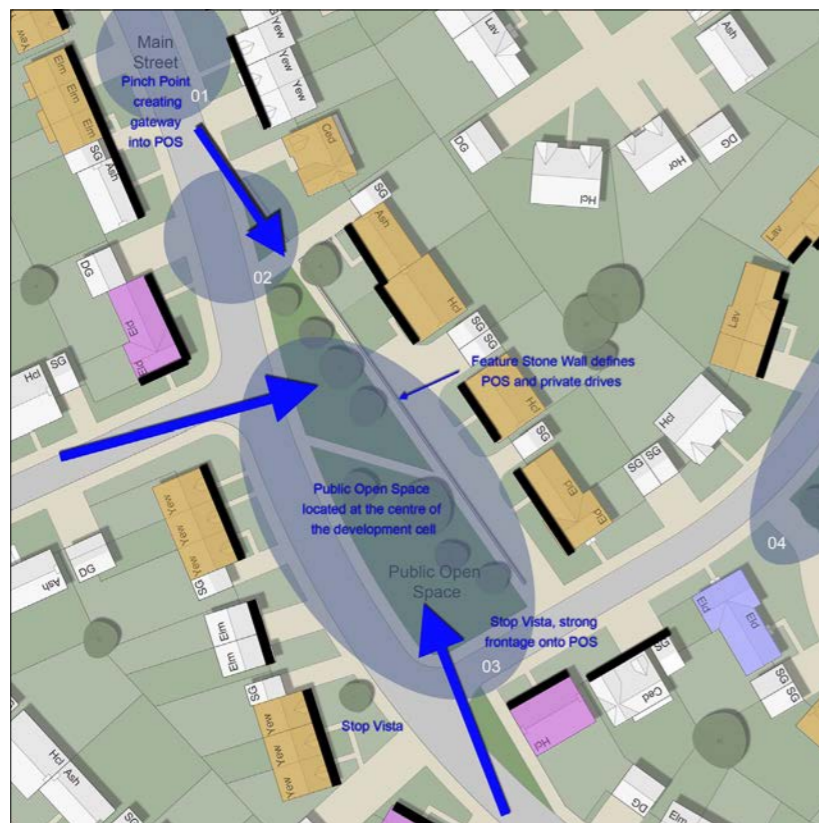 Main
Street
Pinch Point
creating
gateway
into POS
01
Yew
Yew
Yew
Yew
Lav
Ash
Elm
Elm
Elm
SG
Ash
Ced
DG
Hcl
Hor
DG
SG
Ash
Hcl
02
DG
Eld
Eld
Lav
Lav
Hcl
SG
SG
SG
Feature Stone Wall defines
POS and private drives
Hcl
SG
Hcl
SG
SG
Yew
Yew
Yew
SG
Public Open Space
located at the centre of
the development cell
Eld
Eld
04
Ash
DG
Public Open
Space
Elm
Elm
Stop Vista, strong
frontage onto POS
03
Eld
Eld
SG
SG
Ced
SG
SG
Stop Vista
Yew
Yew
Yew
Hcl
Hcl
Ash
DG
Elm